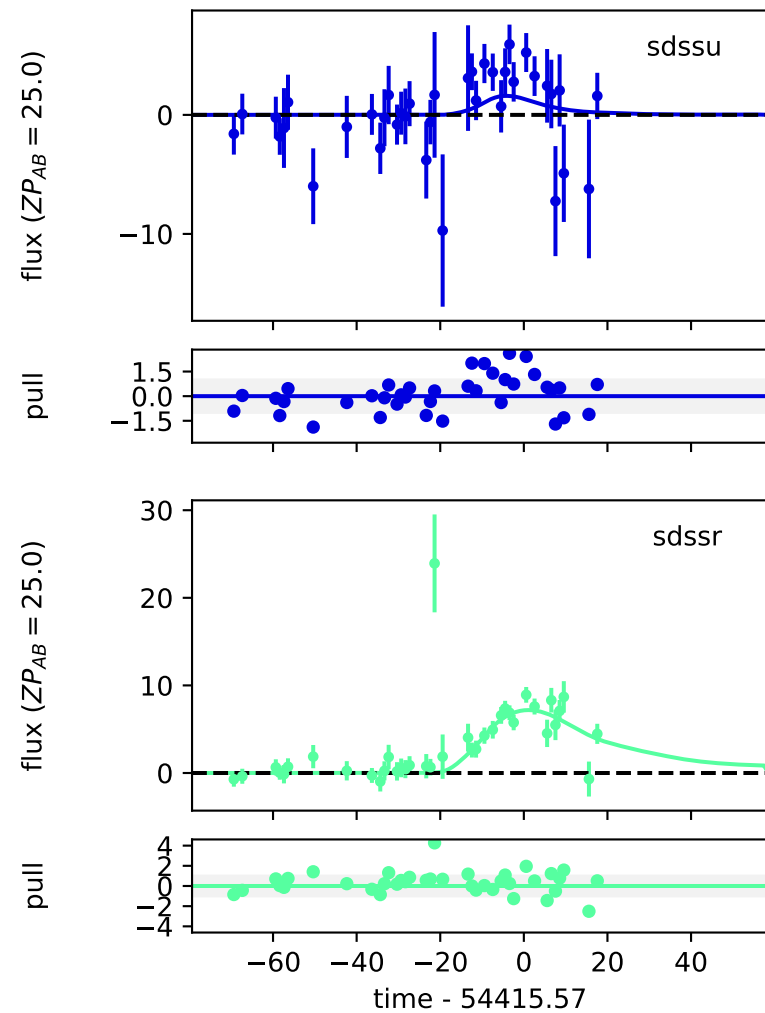 sdssu
flux (ZP_AB = 25.0)
0
−10
pull
1.5
0.0
−1.5
sdssr
flux (ZP_AB = 25.0)
30
20
10
0
pull
4
2
0
−2
−4
−60 −40 −20 0 20 40
time - 54415.57